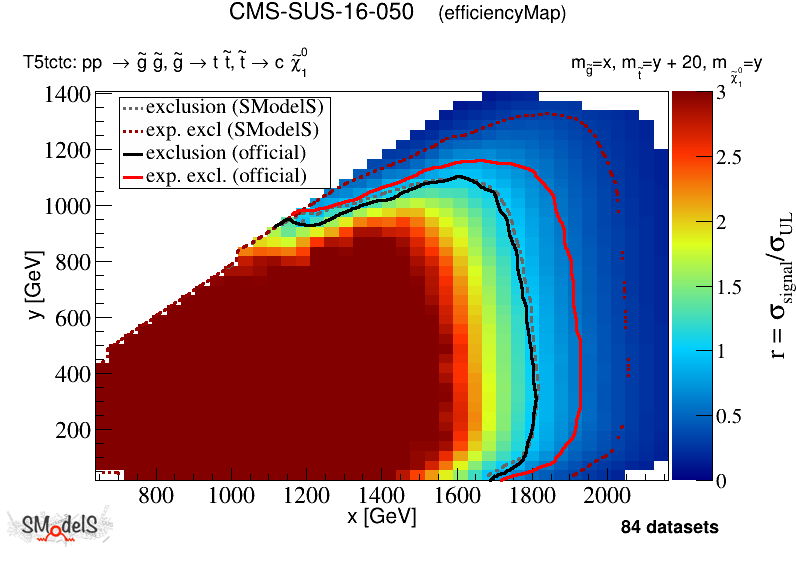 CMS-SUS-16-050 (efficiencyMap)
T5tctc: pp → g̃ g̃, g̃ → t t̃, t̃ → c χ̃₁⁰
m_g̃=x, m_t̃=y + 20, m_χ̃₁⁰=y
exclusion (SModelS)
exp. excl (SModelS)
exclusion (official)
exp. excl. (official)
1400
1200
1000
800
600
400
200
y [GeV]
800 1000 1200 1400 1600 1800 2000
x [GeV]
3
2.5
2
1.5
1
0.5
0
r = σ_signal/σ_UL
SModelS
84 datasets